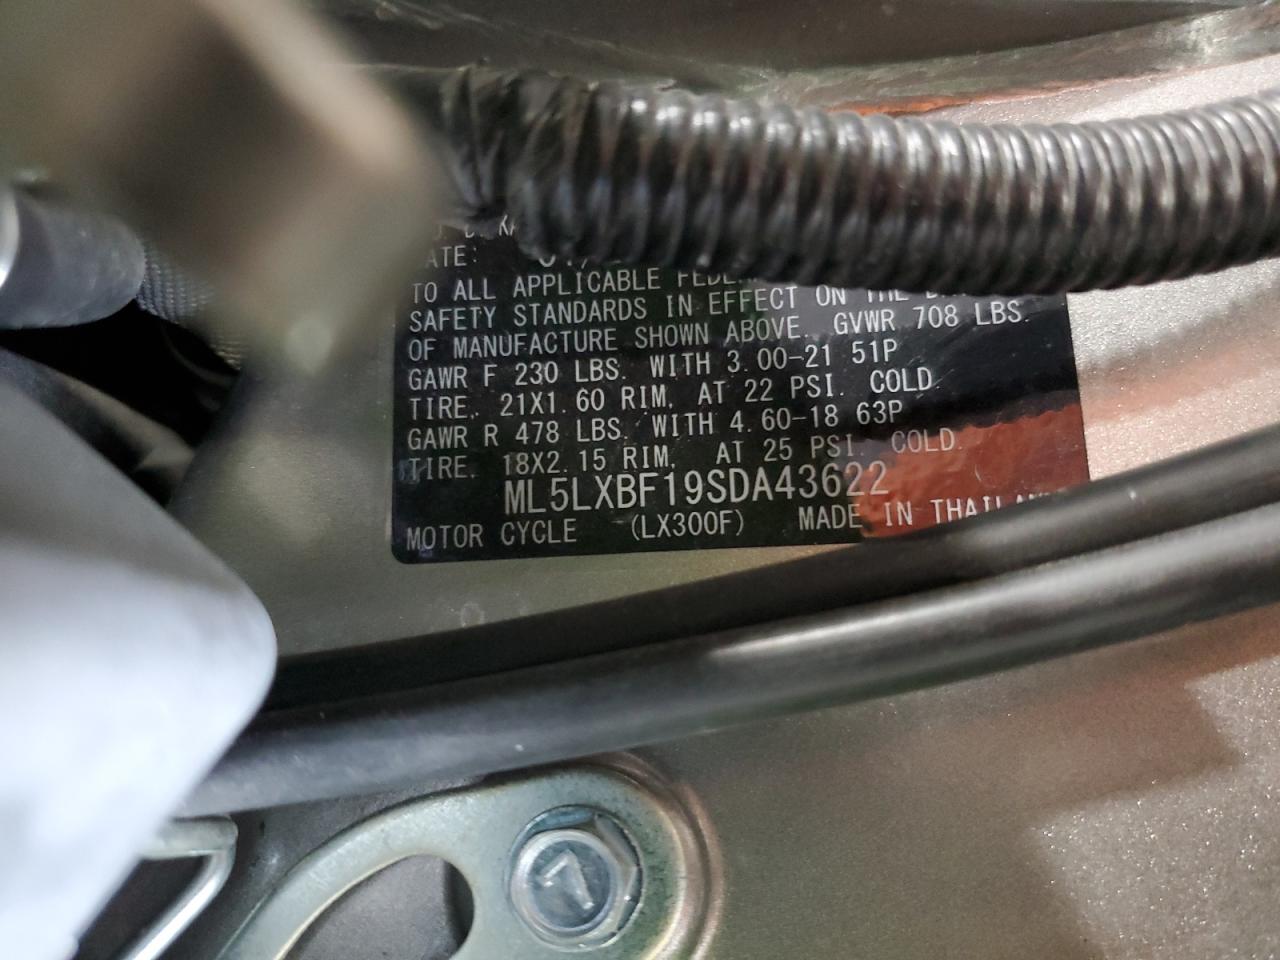 TO ALL APPLICABLE
SAFETY STANDARDS IN EFFECT ON THE
OF MANUFACTURE SHOWN ABOVE. GVWR 708 LBS.
GAWR F 230 LBS. WITH 3.00-21 51P
TIRE, 21X1.60 RIM, AT 22 PSI. COLD.
GAWR R 478 LBS. WITH 4.60-18 63P
TIRE, 18X2.15 RIM, AT 25 PSI. COLD.
ML5LXBF19SDA43622
MOTOR CYCLE (LX300F) MADE IN